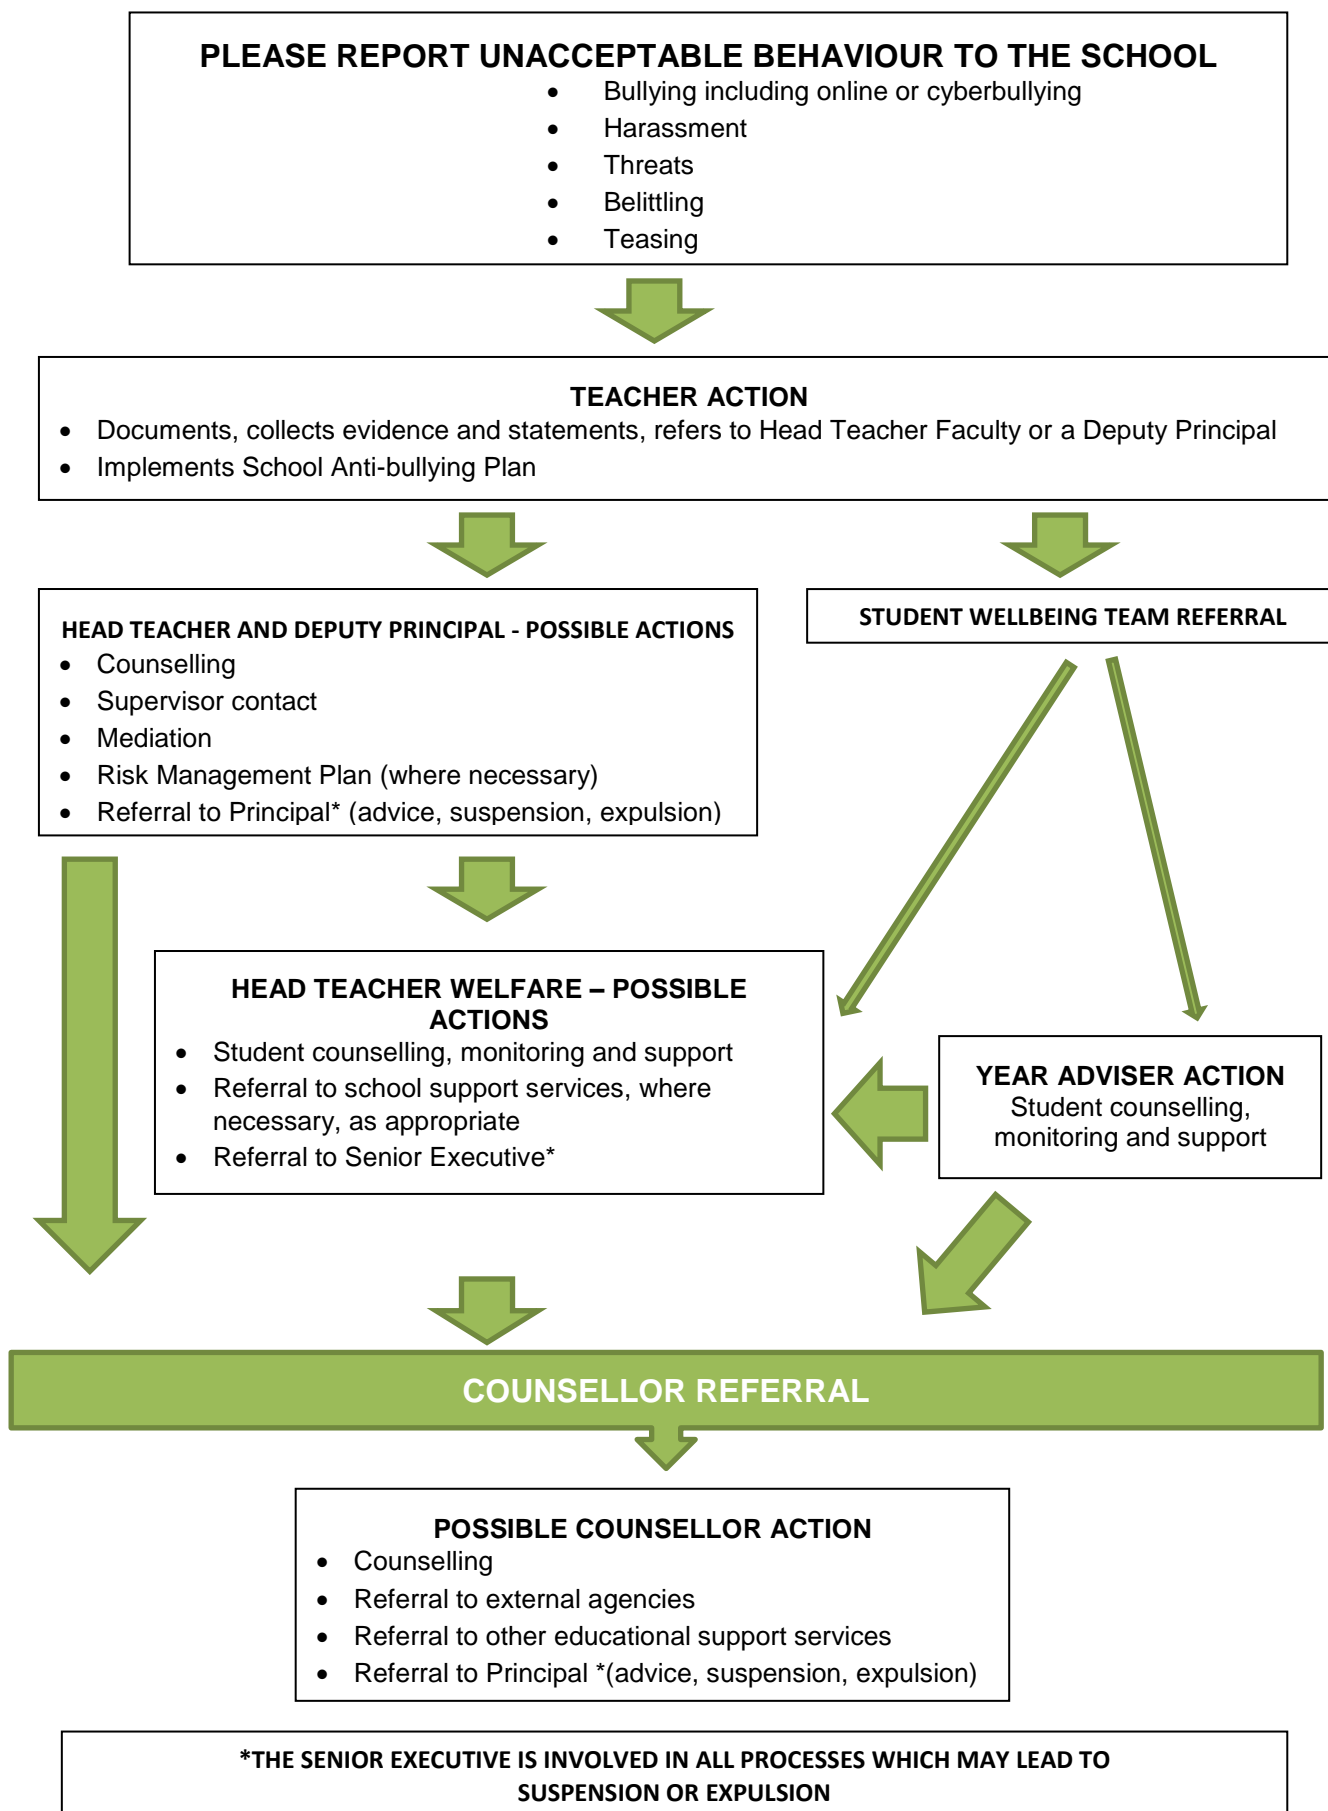 PLEASE REPORT UNACCEPTABLE BEHAVIOUR TO THE SCHOOL
• Bullying including online or cyberbullying
• Harassment
• Threats
• Belittling
• Teasing
TEACHER ACTION
• Documents, collects evidence and statements, refers to Head Teacher Faculty or a Deputy Principal
• Implements School Anti-bullying Plan
HEAD TEACHER AND DEPUTY PRINCIPAL - POSSIBLE ACTIONS
• Counselling
• Supervisor contact
• Mediation
• Risk Management Plan (where necessary)
• Referral to Principal* (advice, suspension, expulsion)
STUDENT WELLBEING TEAM REFERRAL
HEAD TEACHER WELFARE – POSSIBLE
ACTIONS
• Student counselling, monitoring and support
• Referral to school support services, where
necessary, as appropriate
• Referral to Senior Executive*
YEAR ADVISER ACTION
Student counselling,
monitoring and support
COUNSELLOR REFERRAL
POSSIBLE COUNSELLOR ACTION
• Counselling
• Referral to external agencies
• Referral to other educational support services
• Referral to Principal *(advice, suspension, expulsion)
*THE SENIOR EXECUTIVE IS INVOLVED IN ALL PROCESSES WHICH MAY LEAD TO
SUSPENSION OR EXPULSION